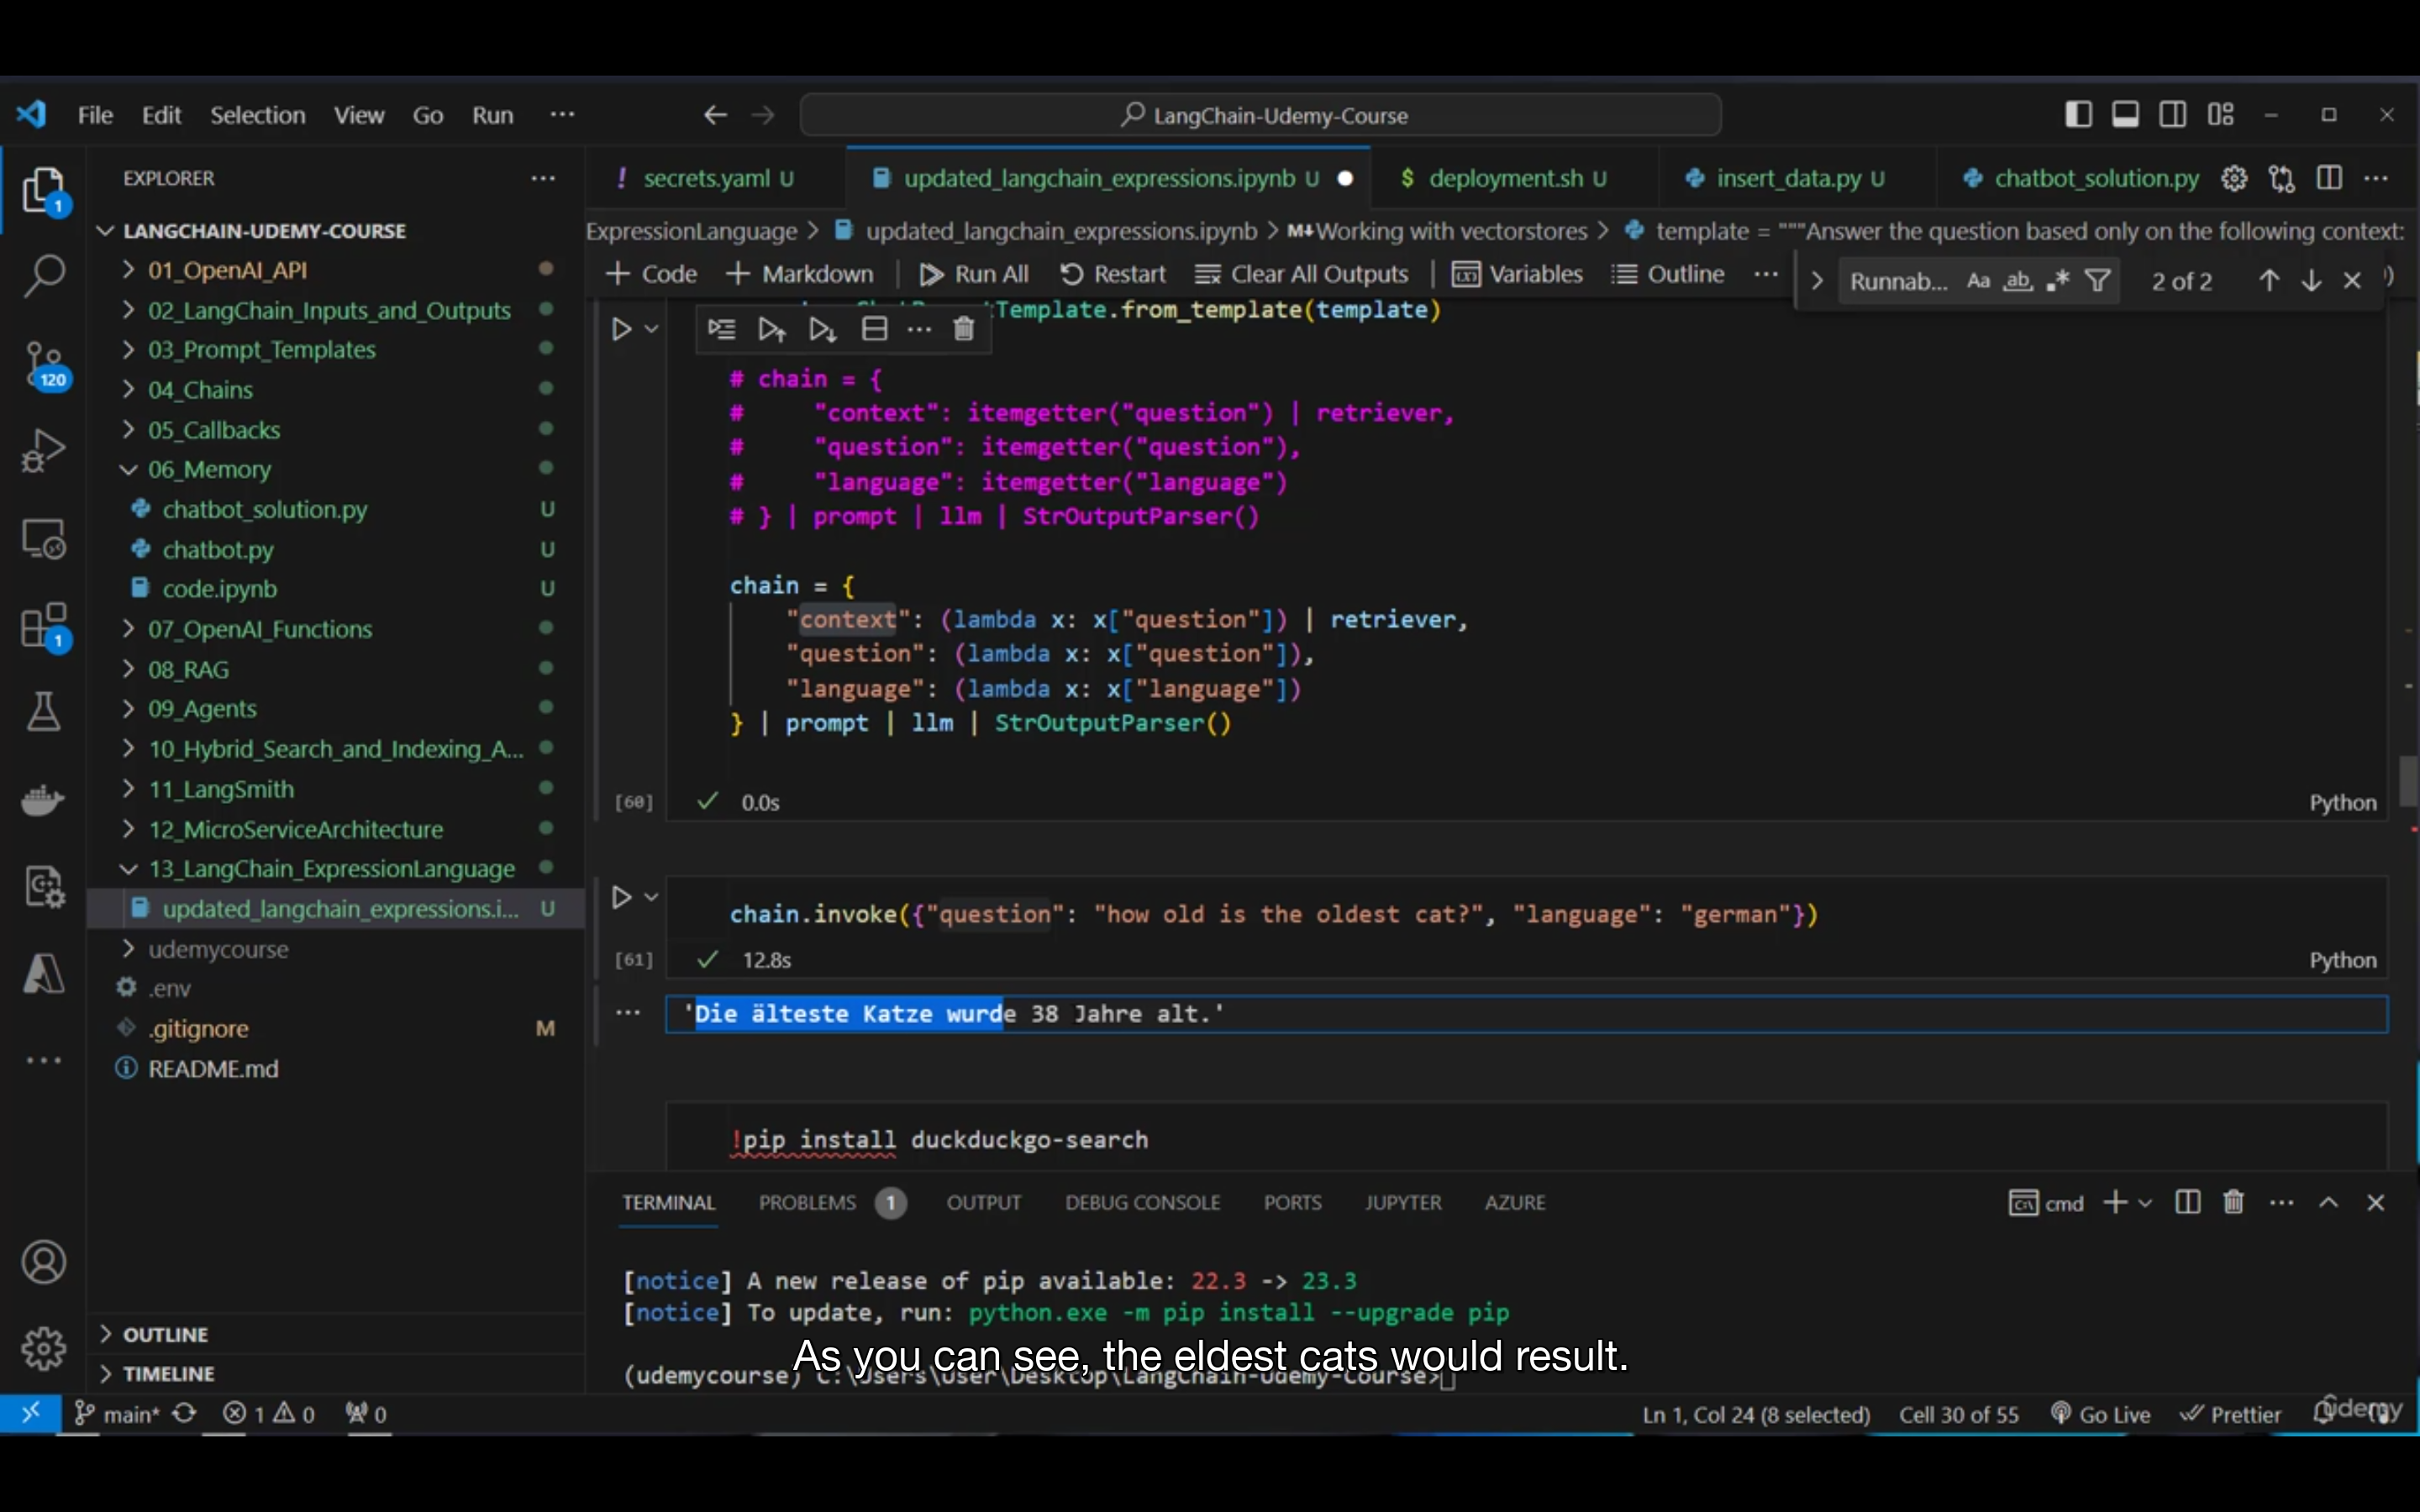 File Edit Selection View Go Run ...
LangChain-Udemy-Course
EXPLORER
LANGCHAIN-UDEMY-COURSE
01_OpenAI_API
02_LangChain_Inputs_and_Outputs
03_Prompt_Templates
04_Chains
05_Callbacks
06_Memory
chatbot_solution.py U
chatbot.py U
code.ipynb U
07_OpenAI_Functions
08_RAG
09_Agents
10_Hybrid_Search_and_Indexing_A...
11_LangSmith
12_MicroServiceArchitecture
13_LangChain_ExpressionLanguage
updated_langchain_expressions.i... U
udemycourse
.env
.gitignore M
README.md
OUTLINE
TIMELINE
1
120
1
! secrets.yaml U
updated_langchain_expressions.ipynb U
$ deployment.sh U
insert_data.py U
chatbot_solution.py
ExpressionLanguage > updated_langchain_expressions.ipynb > M↓Working with vectorstores > template = """Answer the question based only on the following context:
+ Code + Markdown Run All Restart Clear All Outputs Variables Outline ...
Runnab... Aa ab 2 of 2
Template.from_template(template)
# chain = {
#     "context": itemgetter("question") | retriever,
#     "question": itemgetter("question"),
#     "language": itemgetter("language")
# } | prompt | llm | StrOutputParser()
chain = {
    "context": (lambda x: x["question"]) | retriever,
    "question": (lambda x: x["question"]),
    "language": (lambda x: x["language"])
} | prompt | llm | StrOutputParser()
[60] 0.0s Python
chain.invoke({"question": "how old is the oldest cat?", "language": "german"})
[61] 12.8s Python
'Die älteste Katze wurde 38 Jahre alt.'
!pip install duckduckgo-search
TERMINAL PROBLEMS 1 OUTPUT DEBUG CONSOLE PORTS JUPYTER AZURE
cmd
[notice] A new release of pip available: 22.3 -> 23.3
[notice] To update, run: python.exe -m pip install --upgrade pip
As you can see, the eldest cats would result.
(udemycourse) C:\Users\User\Desktop\LangChain-Udemy-Course>
main* 1 0 0
Ln 1, Col 24 (8 selected) Cell 30 of 55 Go Live Prettier
udemy